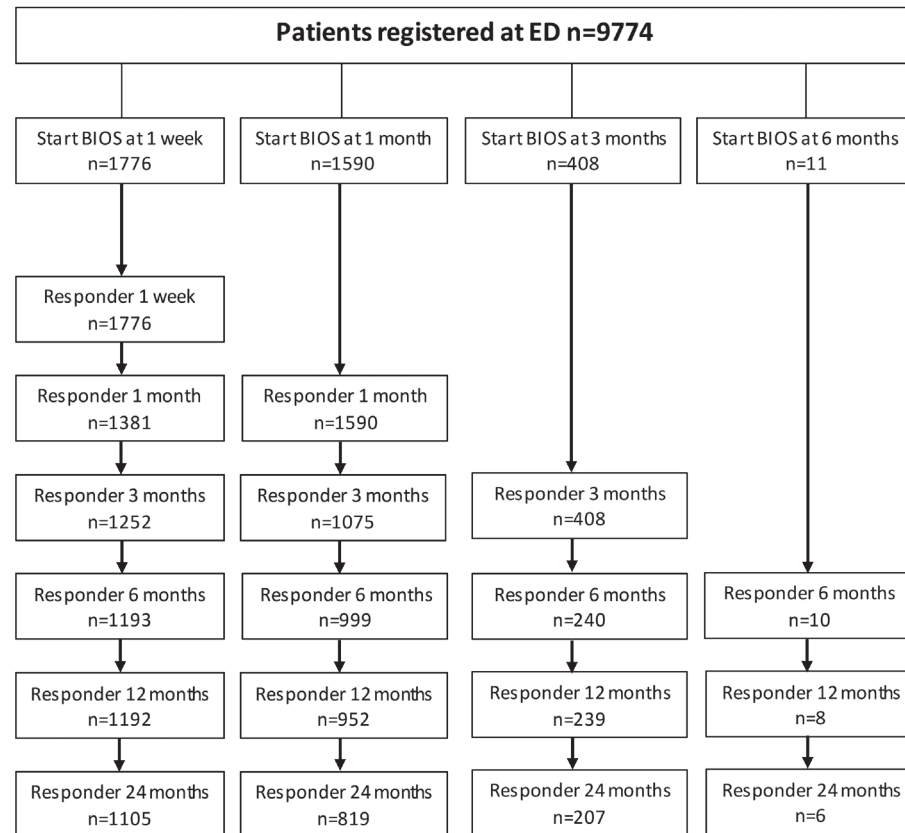 Patients registered at ED n=9774
Start BIOS at 1 week
n=1776
Start BIOS at 1 month
n=1590
Start BIOS at 3 months
n=408
Start BIOS at 6 months
n=11
Responder 1 week
n=1776
Responder 1 month
n=1381
Responder 1 month
n=1590
Responder 3 months
n=1252
Responder 3 months
n=1075
Responder 3 months
n=408
Responder 6 months
n=1193
Responder 6 months
n=999
Responder 6 months
n=240
Responder 6 months
n=10
Responder 12 months
n=1192
Responder 12 months
n=952
Responder 12 months
n=239
Responder 12 months
n=8
Responder 24 months
n=1105
Responder 24 months
n=819
Responder 24 months
n=207
Responder 24 months
n=6